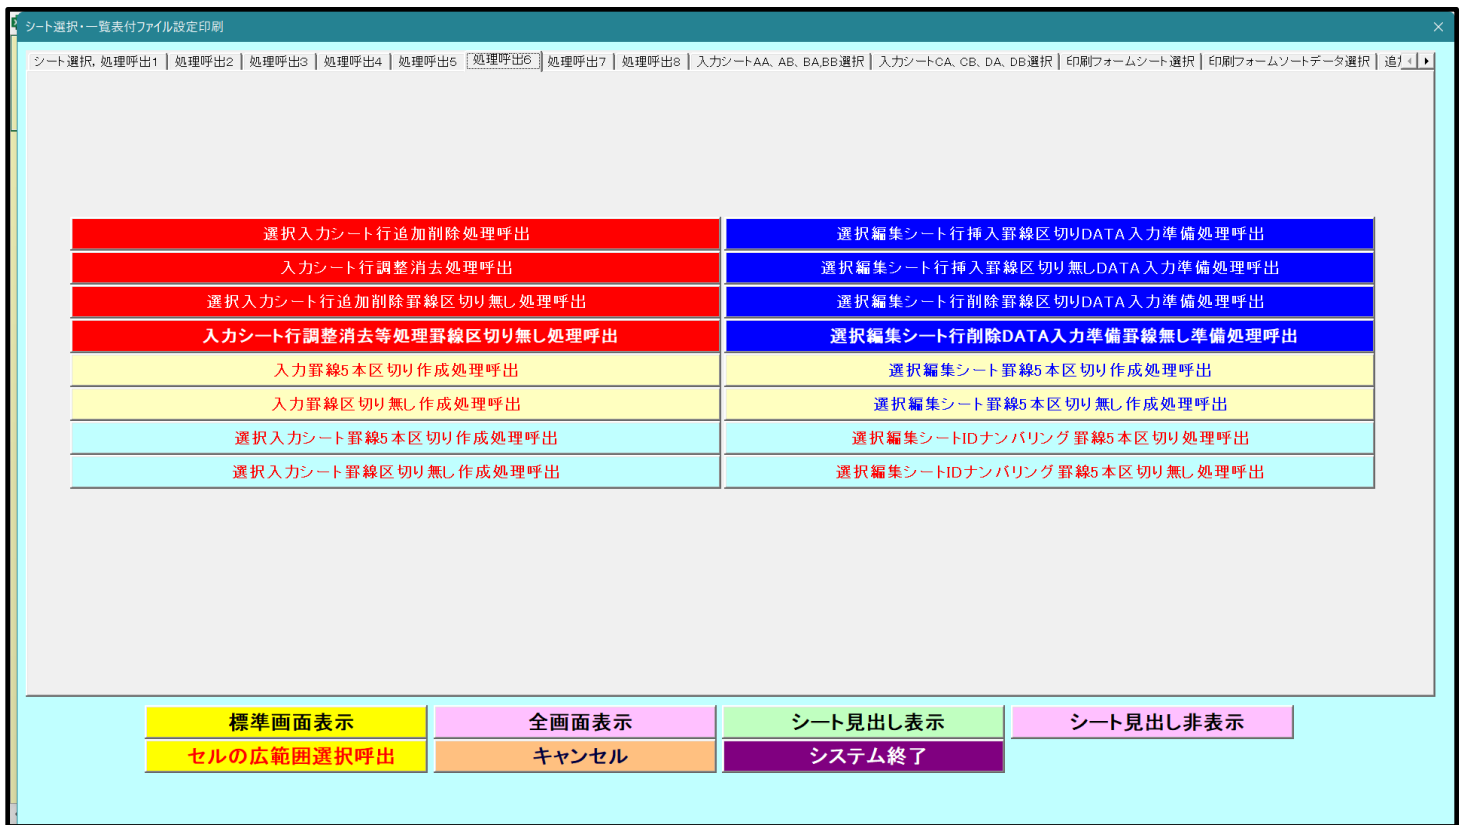 シート選択・一覧表付ファイル設定印刷
シート選択, 処理呼出1 処理呼出2 処理呼出3 処理呼出4 処理呼出5 処理呼出6 処理呼出7 処理呼出8 入力シートAA、AB、BA,BB選択 入力シートCA、CB、DA、DB選択 印刷フォームシート選択 印刷フォームソートデータ選択
選択入力シート行追加削除処理呼出 選択編集シート行挿入罫線区切りDATA入力準備処理呼出
入力シート行調整消去処理呼出 選択編集シート行挿入罫線区切り無しDATA入力準備処理呼出
選択入力シート行追加削除罫線区切り無し処理呼出 選択編集シート行削除罫線区切りDATA入力準備処理呼出
入力シート行調整消去等処理罫線区切り無し処理呼出 選択編集シート行削除DATA入力準備罫線無し準備処理呼出
入力罫線5本区切り作成処理呼出 選択編集シート罫線5本区切り作成処理呼出
入力罫線区切り無し作成処理呼出 選択編集シート罫線5本区切り無し作成処理呼出
選択入力シート罫線5本区切り作成処理呼出 選択編集シートIDナンバリング罫線5本区切り処理呼出
選択入力シート罫線区切り無し作成処理呼出 選択編集シートIDナンバリング罫線5本区切り無し処理呼出
標準画面表示 全画面表示 シート見出し表示 シート見出し非表示
セルの広範囲選択呼出 キャンセル システム終了